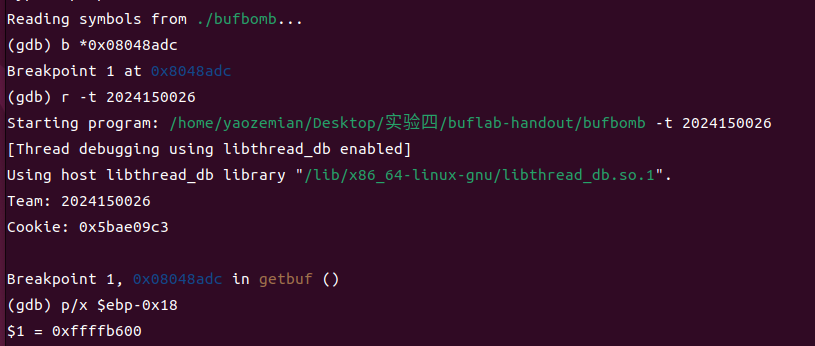 Reading symbols from ./bufbomb...
(gdb) b *0x08048adc
Breakpoint 1 at 0x8048adc
(gdb) r -t 2024150026
Starting program: /home/yaozemian/Desktop/实验四/buflab-handout/bufbomb -t 2024150026
[Thread debugging using libthread_db enabled]
Using host libthread_db library "/lib/x86_64-linux-gnu/libthread_db.so.1".
Team: 2024150026
Cookie: 0x5bae09c3
Breakpoint 1, 0x08048adc in getbuf ()
(gdb) p/x $ebp-0x18
$1 = 0xffffb600